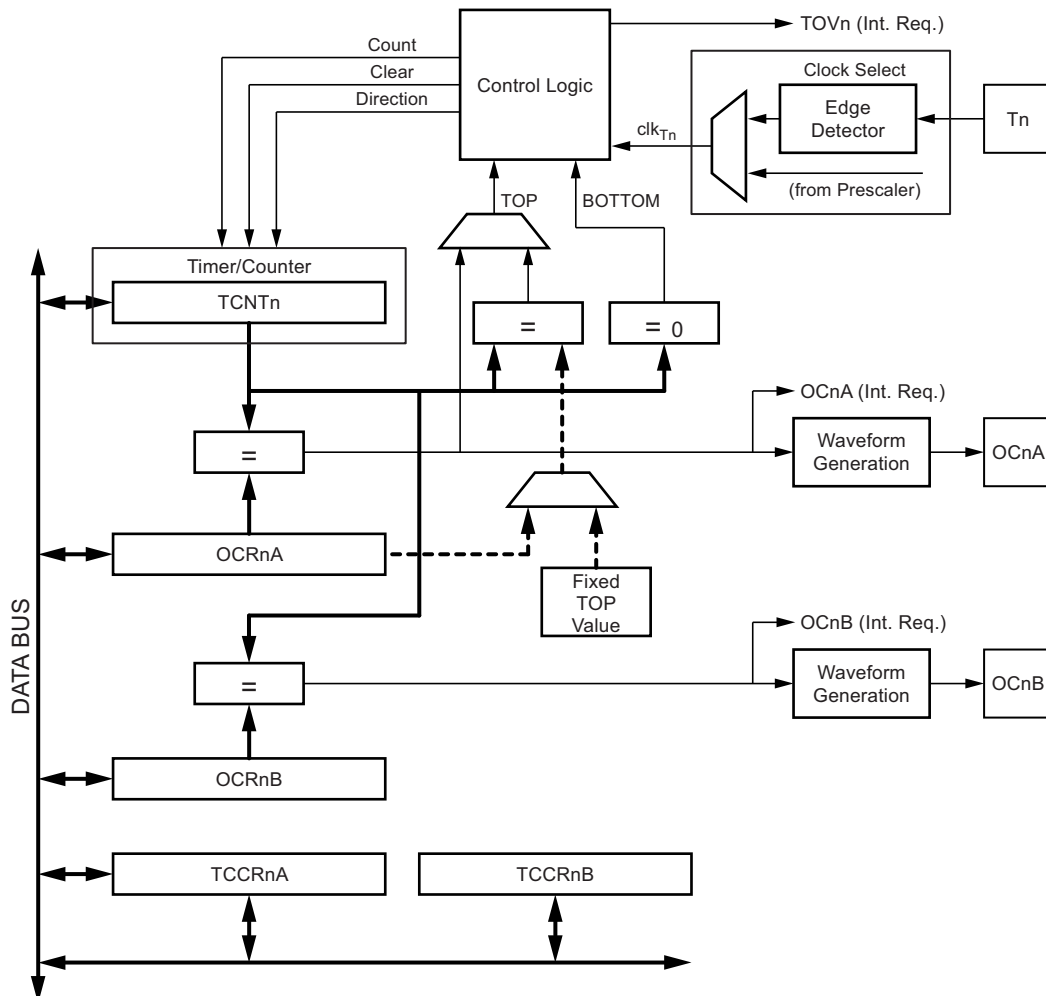 TOVn (Int. Req.)
Count
Clear
Direction
Control Logic
Clock Select
Edge
Detector
Tn
clkTn
(from Prescaler)
TOP
BOTTOM
Timer/Counter
TCNTn
=
= 0
OCnA (Int. Req.)
=
Waveform
Generation
OCnA
OCRnA
Fixed
TOP
Value
OCnB (Int. Req.)
=
Waveform
Generation
OCnB
DATA BUS
OCRnB
TCCRnA
TCCRnB